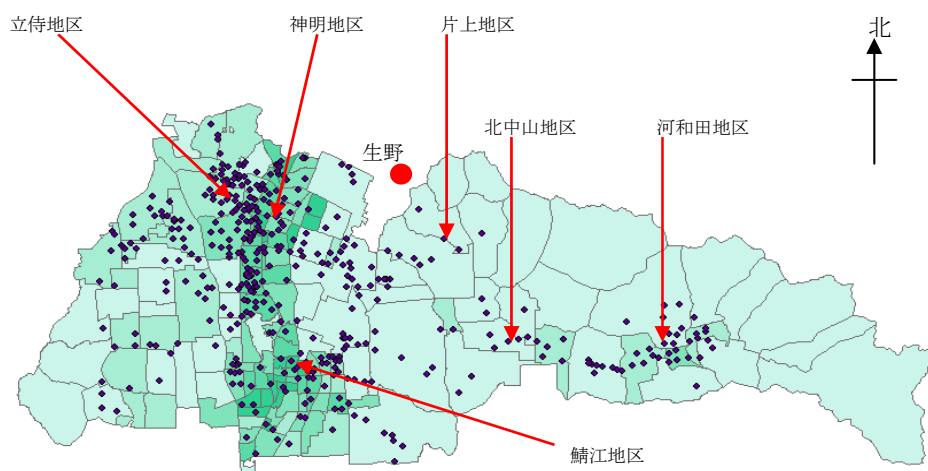 立待地区
神明地区
片上地区
北
北中山地区
河和田地区
生野
鯖江地区